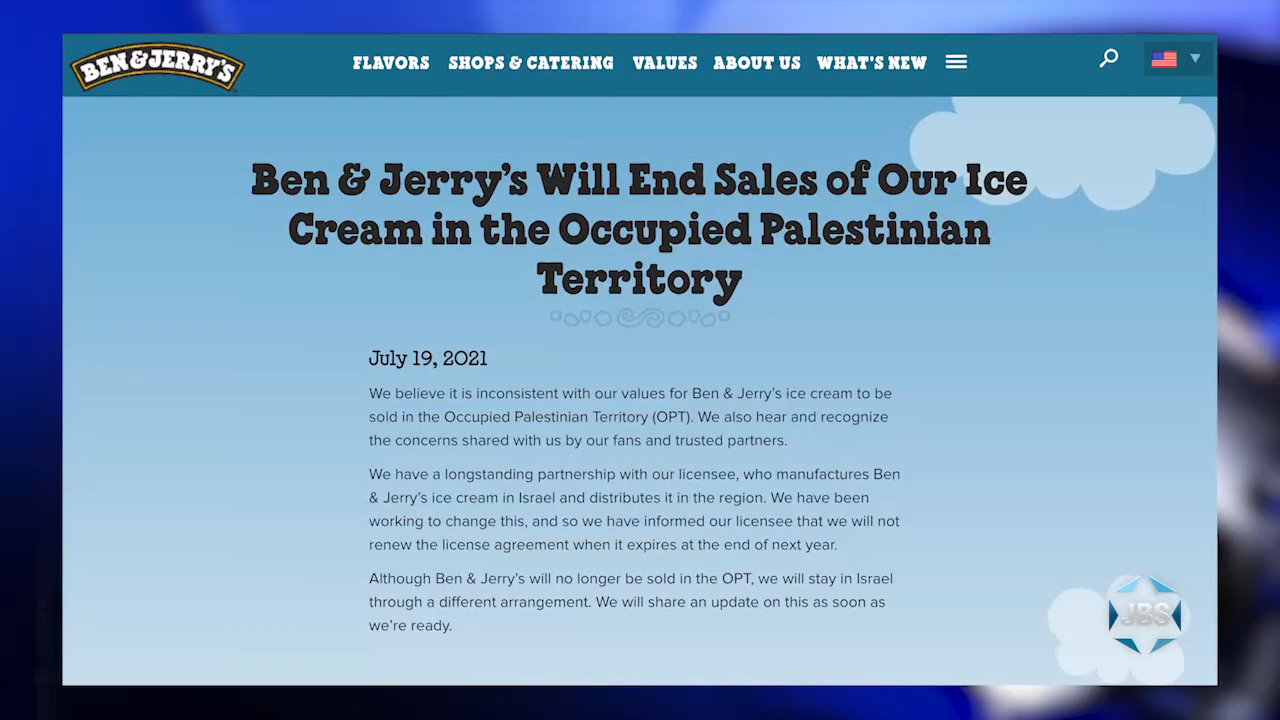 BEN & JERRY'S
FLAVORS SHOPS & CATERING VALUES ABOUT US WHAT'S NEW
Ben & Jerry's Will End Sales of Our Ice
Cream in the Occupied Palestinian
Territory
July 19, 2021
We believe it is inconsistent with our values for Ben & Jerry's ice cream to be
sold in the Occupied Palestinian Territory (OPT). We also hear and recognize
the concerns shared with us by our fans and trusted partners.
We have a longstanding partnership with our licensee, who manufactures Ben
& Jerry's ice cream in Israel and distributes it in the region. We have been
working to change this, and so we have informed our licensee that we will not
renew the license agreement when it expires at the end of next year.
Although Ben & Jerry's will no longer be sold in the OPT, we will stay in Israel
through a different arrangement. We will share an update on this as soon as
we're ready.
JBS